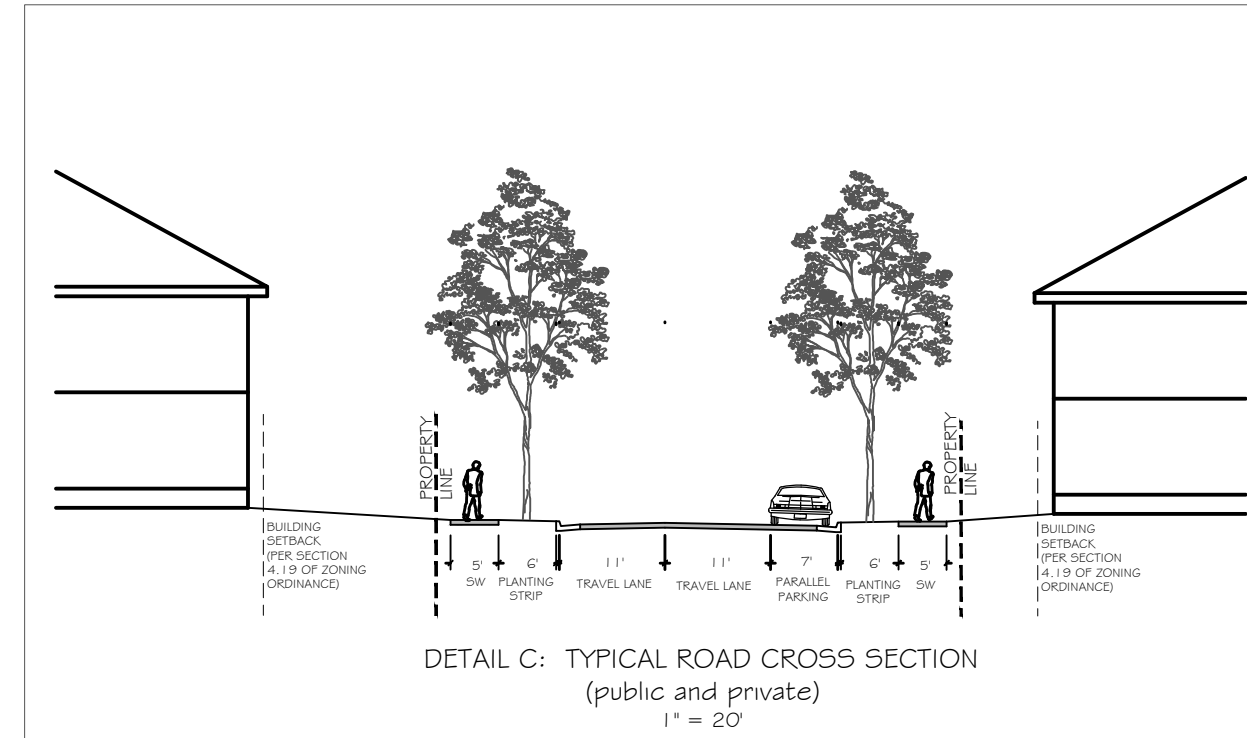 PROPERTY
LINE
PROPERTY
LINE
BUILDING
SETBACK
(PER SECTION
4.19 OF ZONING
ORDINANCE)
5'
SW
6'
PLANTING
STRIP
11'
TRAVEL LANE
11'
TRAVEL LANE
7'
PARALLEL
PARKING
6'
PLANTING
STRIP
5'
SW
BUILDING
SETBACK
(PER SECTION
4.19 OF ZONING
ORDINANCE)
DETAIL C: TYPICAL ROAD CROSS SECTION
(public and private)
1" = 20'